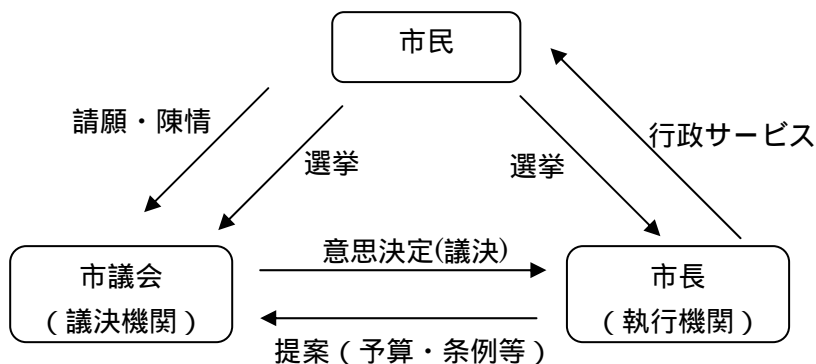 市民
請願・陳情
選挙
選挙
行政サービス
市議会
（議決機関）
意思決定(議決)
市長
（執行機関）
提案（予算・条例等）